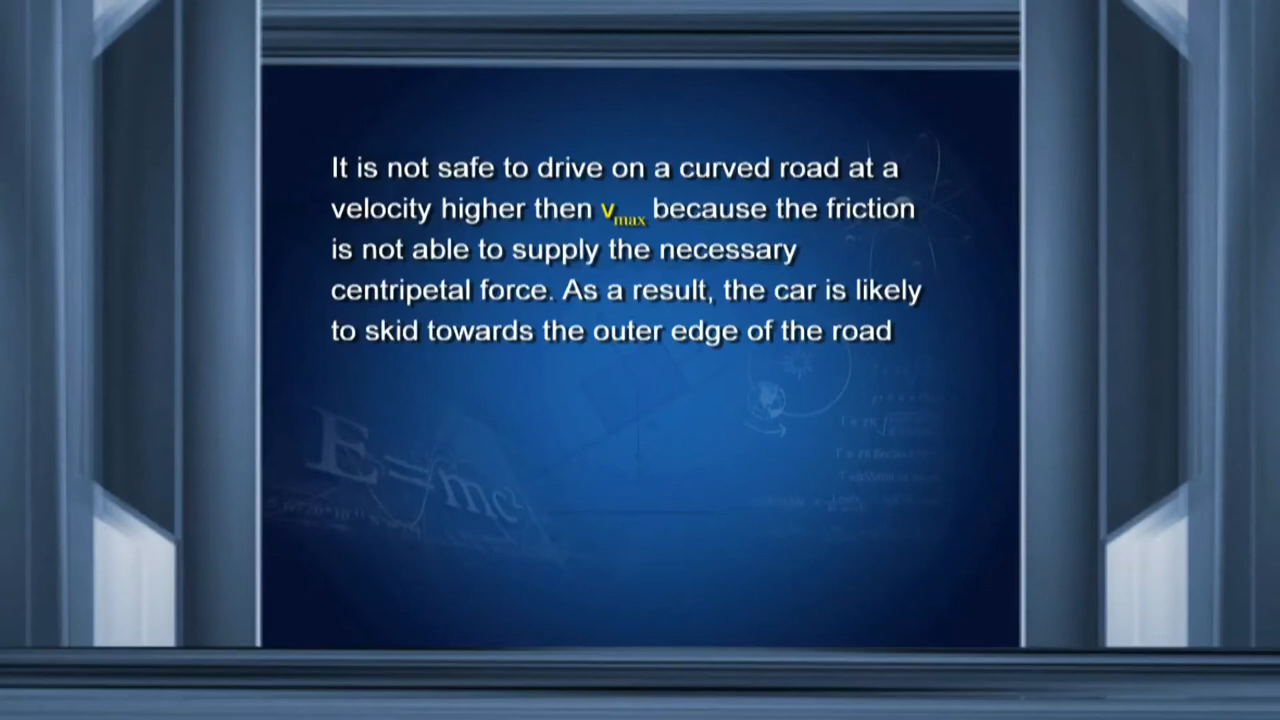 It is not safe to drive on a curved road at a
velocity higher then vmax because the friction
is not able to supply the necessary
centripetal force. As a result, the car is likely
to skid towards the outer edge of the road
E=mc²